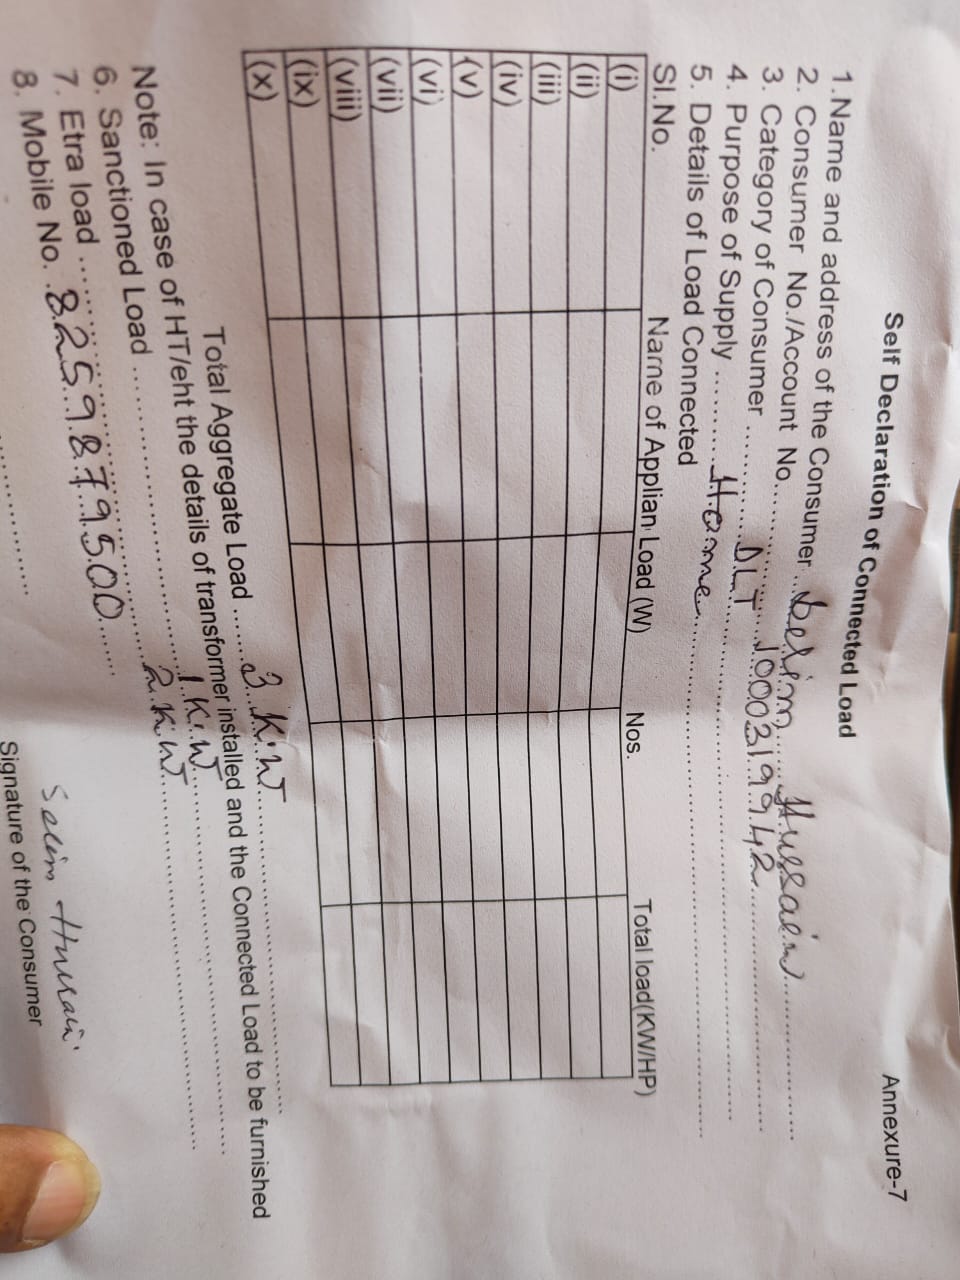 Annexure-7
Self Declaration of Connected Load
1. Name and address of the Consumer .. Selim Hussain
2. Consumer No./Account No. 100031994 2
3. Category of Consumer DLT
4. Purpose of Supply Home
5. Details of Load Connected
Sl.No. Name of Applian Load (W) Nos. Total load(KW/HP)
(i)
(ii)
(iii)
(iv)
(v)
(vi)
(vii)
(viii)
(ix)
(x)
Total Aggregate Load 3 K.W
Note: In case of HT/eht the details of transformer installed and the Connected Load to be furnished
6. Sanctioned Load 1 K.W
7. Etra load 2 K.W
8. Mobile No. 8259879500
Selim Hussain
Signature of the Consumer